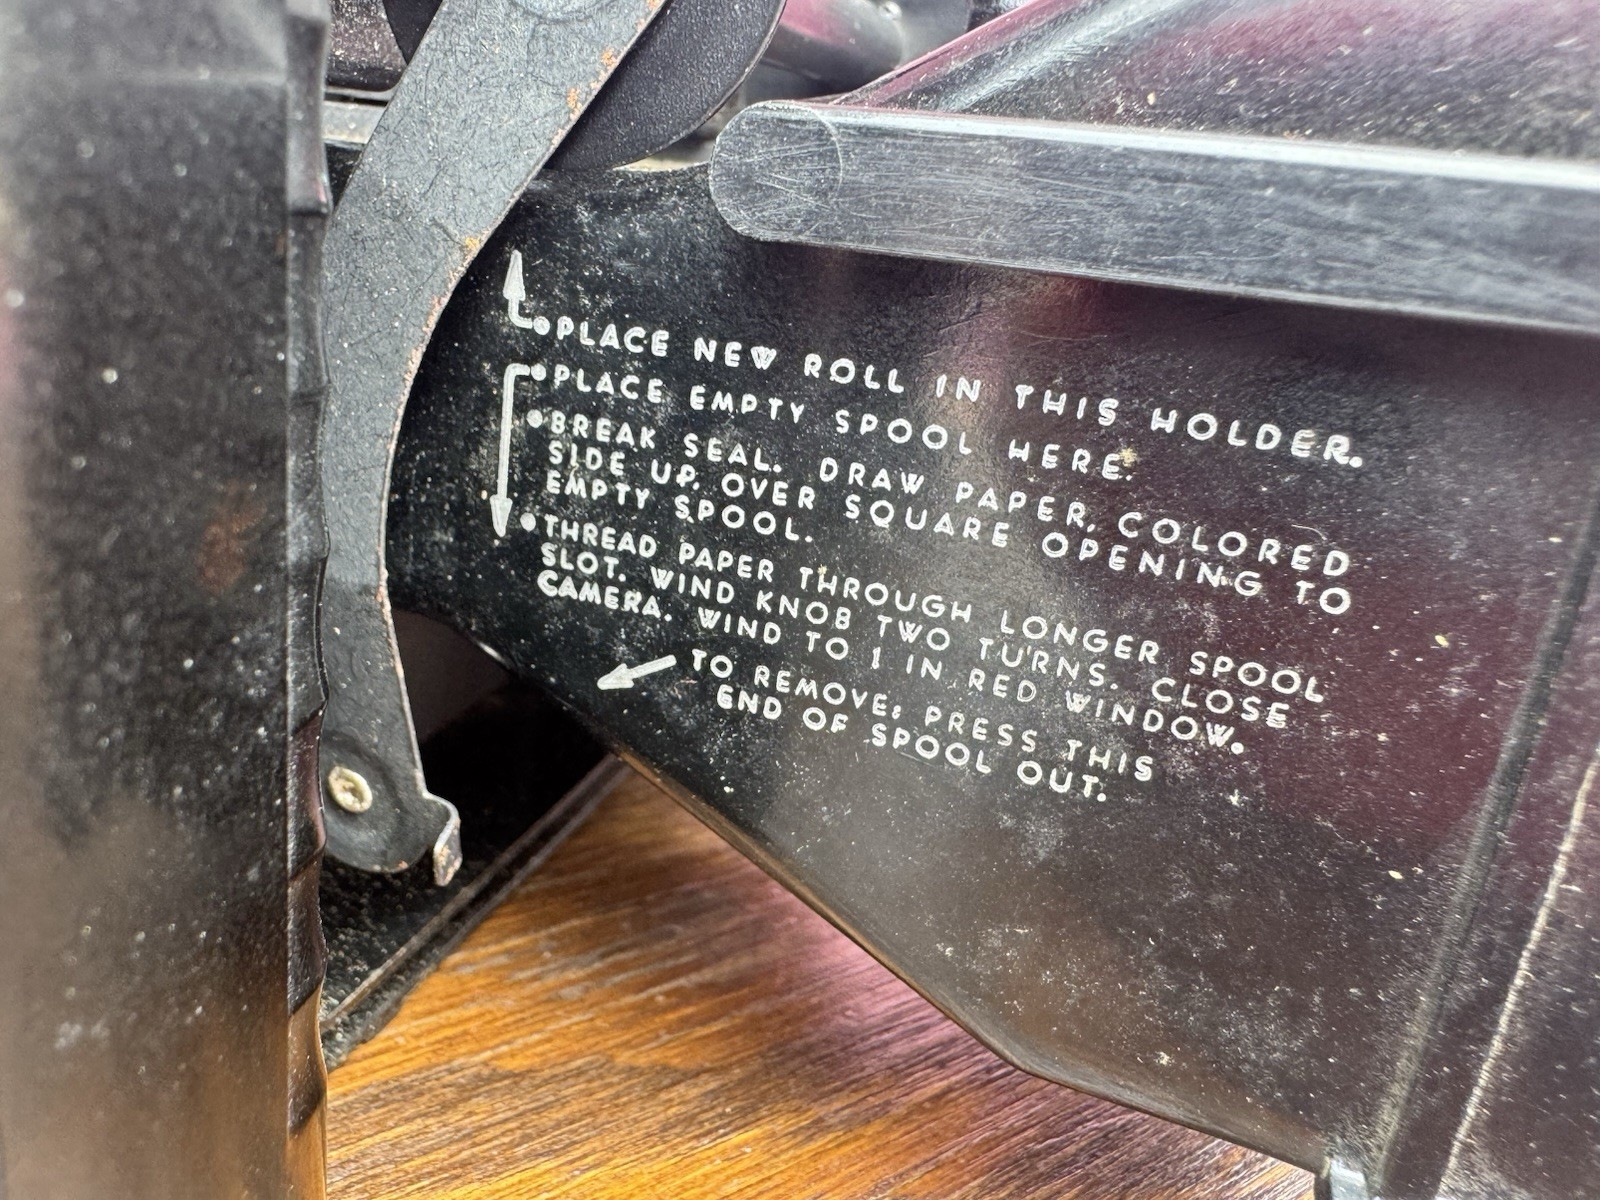 PLACE NEW ROLL IN THIS HOLDER.
PLACE EMPTY SPOOL HERE.
BREAK SEAL. DRAW PAPER, COLORED
SIDE UP, OVER SQUARE OPENING TO
EMPTY SPOOL.
THREAD PAPER THROUGH LONGER SPOOL
SLOT. WIND KNOB TWO TURNS. CLOSE
CAMERA. WIND TO 1 IN RED WINDOW.
TO REMOVE; PRESS THIS
END OF SPOOL OUT.